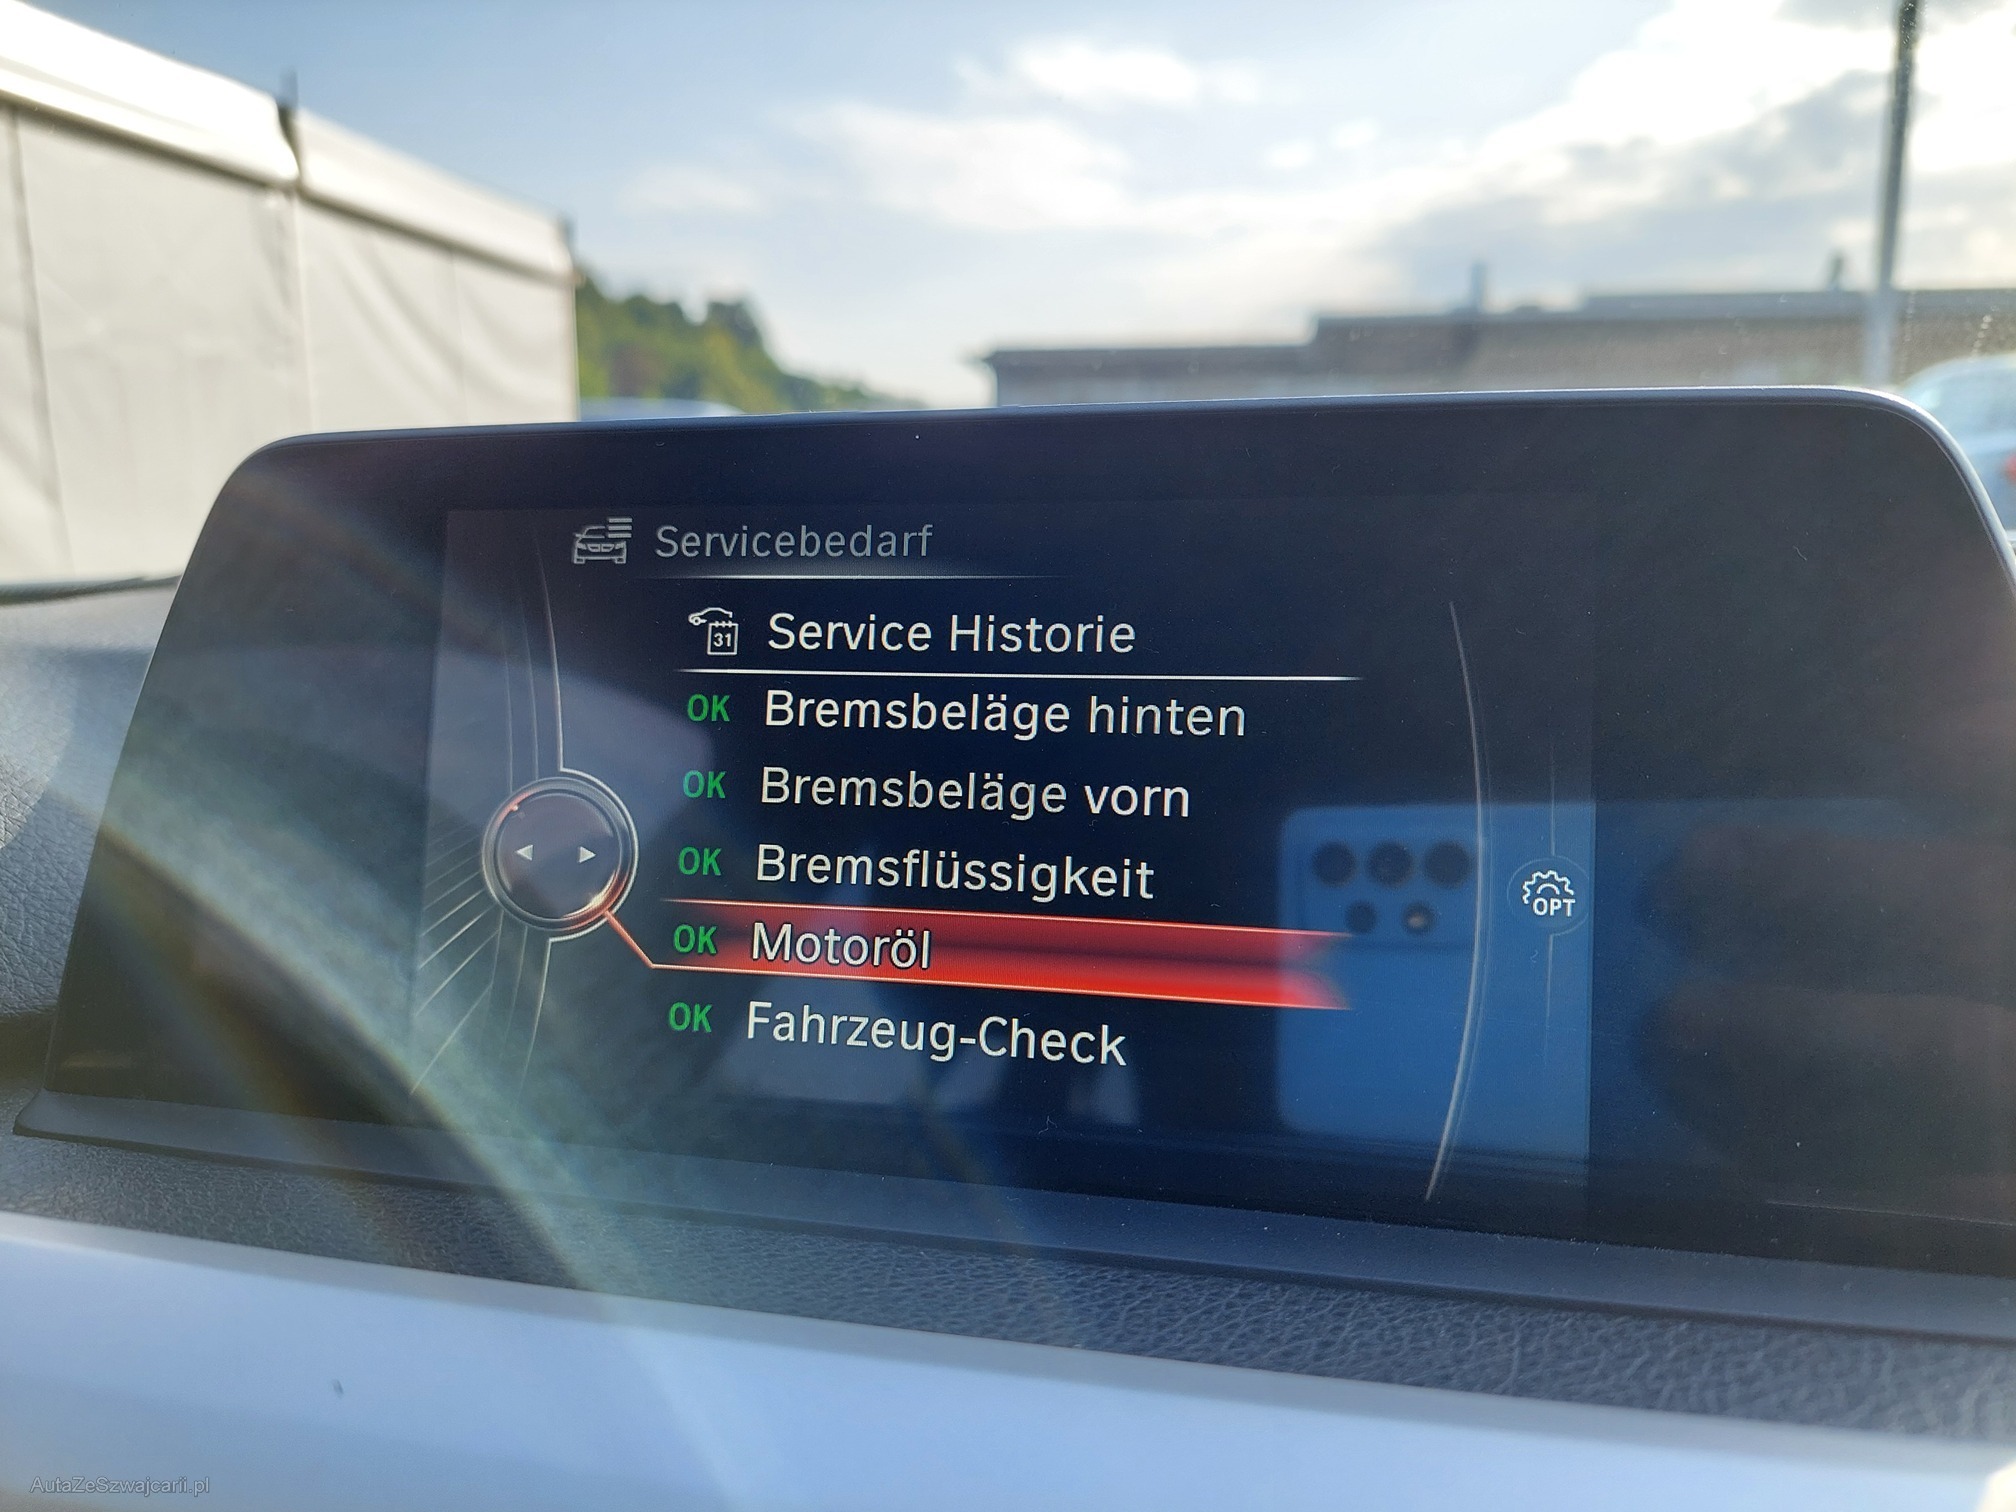 Servicebedarf
31 Service Historie
OK Bremsbeläge hinten
OK Bremsbeläge vorn
OK Bremsflüssigkeit
OPT
OK Motoröl
OK Fahrzeug-Check
AutaZeSzwajcarii.pl